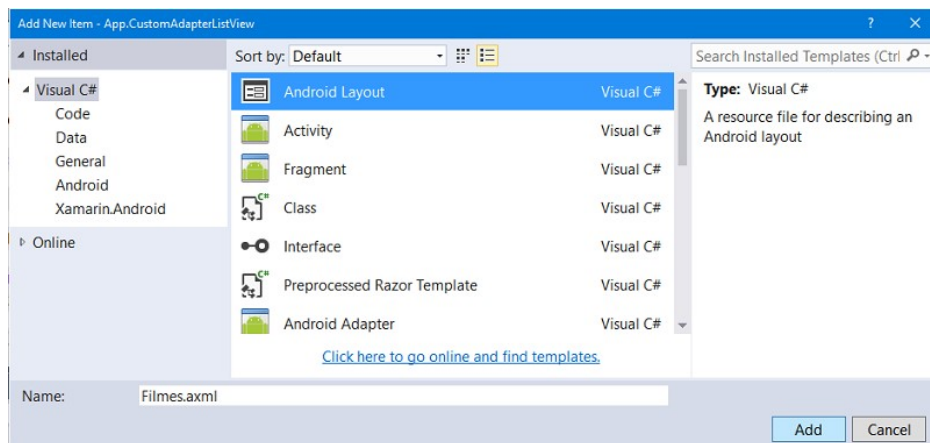 Add New Item - App.CustomAdapterListView
Installed
Sort by: Default
Search Installed Templates (Ctrl
Visual C#
Code
Data
General
Android
Xamarin.Android
Online
Android Layout Visual C#
Activity Visual C#
Fragment Visual C#
Class Visual C#
Interface Visual C#
Preprocessed Razor Template Visual C#
Android Adapter Visual C#
Click here to go online and find templates.
Type: Visual C#
A resource file for describing an
Android layout
Name: Filmes.axml
Add Cancel